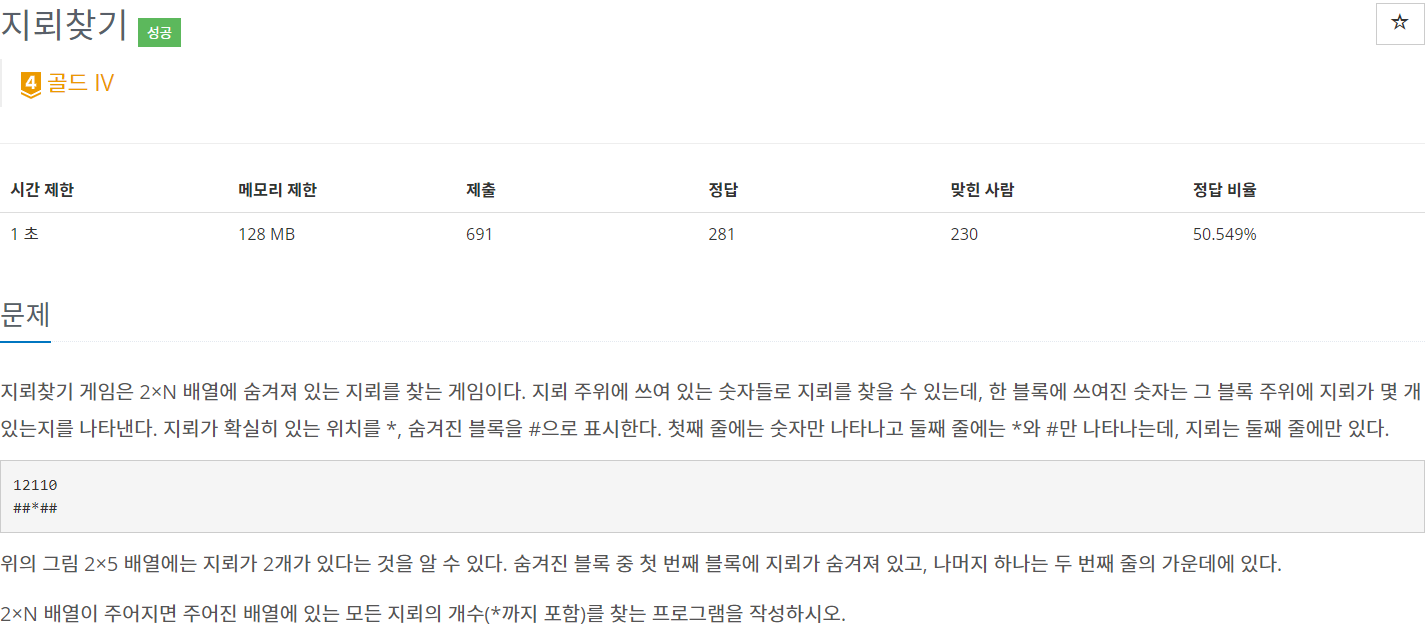 지뢰찾기 성공
☆
4 골드 IV
시간 제한 메모리 제한 제출 정답 맞힌 사람 정답 비율
1 초 128 MB 691 281 230 50.549%
문제
지뢰찾기 게임은 2×N 배열에 숨겨져 있는 지뢰를 찾는 게임이다. 지뢰 주위에 쓰여 있는 숫자들로 지뢰를 찾을 수 있는데, 한 블록에 쓰여진 숫자는 그 블록 주위에 지뢰가 몇 개
있는지를 나타낸다. 지뢰가 확실히 있는 위치를 *, 숨겨진 블록을 #으로 표시한다. 첫째 줄에는 숫자만 나타나고 둘째 줄에는 *와 #만 나타나는데, 지뢰는 둘째 줄에만 있다.
12110
##*##
위의 그림 2×5 배열에는 지뢰가 2개가 있다는 것을 알 수 있다. 숨겨진 블록 중 첫 번째 블록에 지뢰가 숨겨져 있고, 나머지 하나는 두 번째 줄의 가운데에 있다.
2×N 배열이 주어지면 주어진 배열에 있는 모든 지뢰의 개수(*까지 포함)를 찾는 프로그램을 작성하시오.